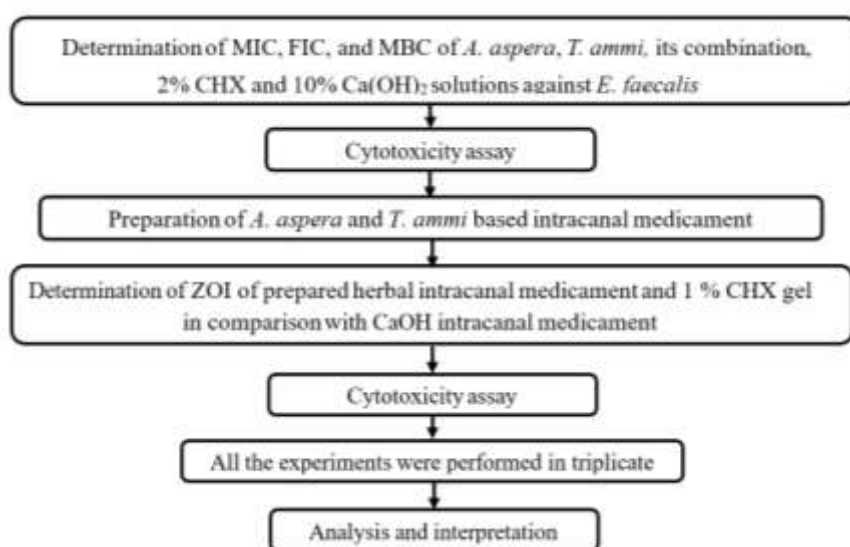 Determination of MIC, FIC, and MBC of A. aspera, T. ammi, its combination,
2% CHX and 10% Ca(OH)₂ solutions against E. faecalis
Cytotoxicity assay
Preparation of A. aspera and T. ammi based intracanal medicament
Determination of ZOI of prepared herbal intracanal medicament and 1 % CHX gel
in comparison with CaOH intracanal medicament
Cytotoxicity assay
All the experiments were performed in triplicate
Analysis and interpretation